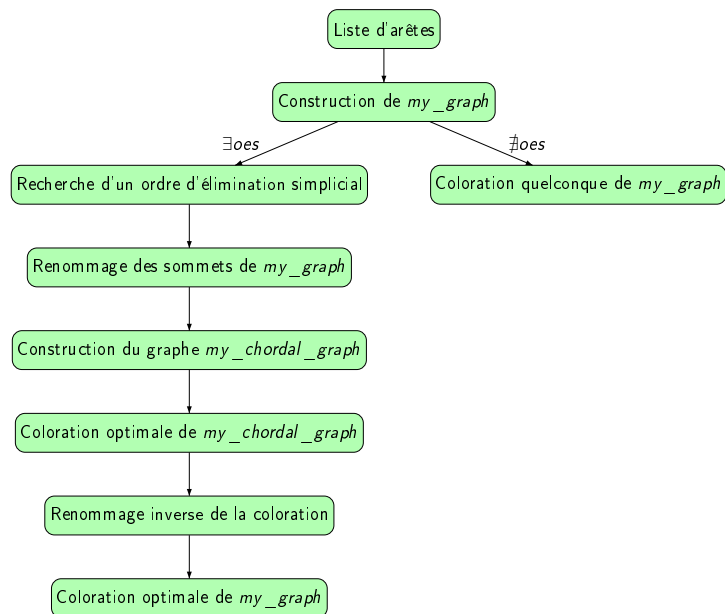 Liste d'arêtes
Construction de my_graph
∃oes
∄oes
Recherche d'un ordre d'élimination simplicial
Coloration quelconque de my_graph
Renommage des sommets de my_graph
Construction du graphe my_chordal_graph
Coloration optimale de my_chordal_graph
Renommage inverse de la coloration
Coloration optimale de my_graph